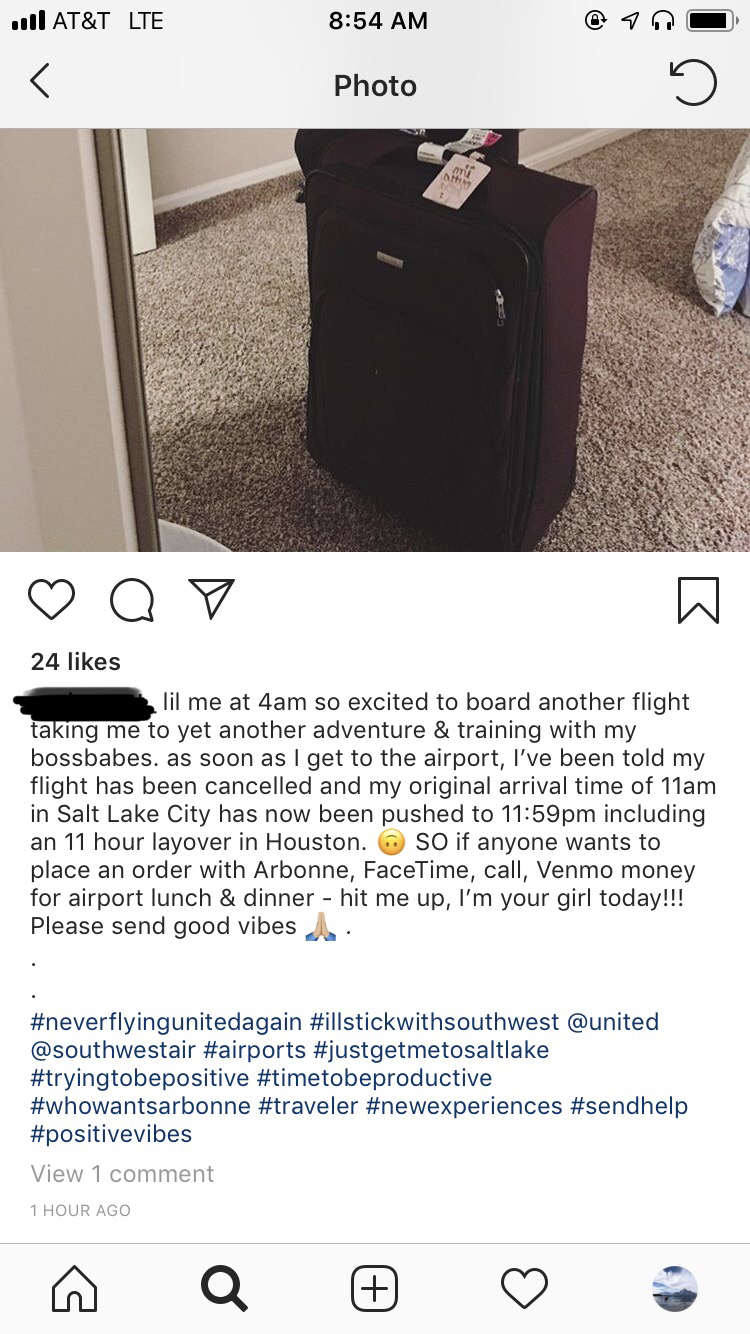 AT&T LTE 8:54 AM
Photo
24 likes
lil me at 4am so excited to board another flight
taking me to yet another adventure & training with my
bossbabes. as soon as I get to the airport, I’ve been told my
flight has been cancelled and my original arrival time of 11am
in Salt Lake City has now been pushed to 11:59pm including
an 11 hour layover in Houston. 🙃 SO if anyone wants to
place an order with Arbonne, FaceTime, call, Venmo money
for airport lunch & dinner - hit me up, I’m your girl today!!!
Please send good vibes 🙏🏼 .
.
.
#neverflyingunitedagain #illstickwithsouthwest @united
@southwestair #airports #justgetmetosaltlake
#tryingtobepositive #timetobeproductive
#whowantsarbonne #traveler #newexperiences #sendhelp
#positivevibes
View 1 comment
1 HOUR AGO